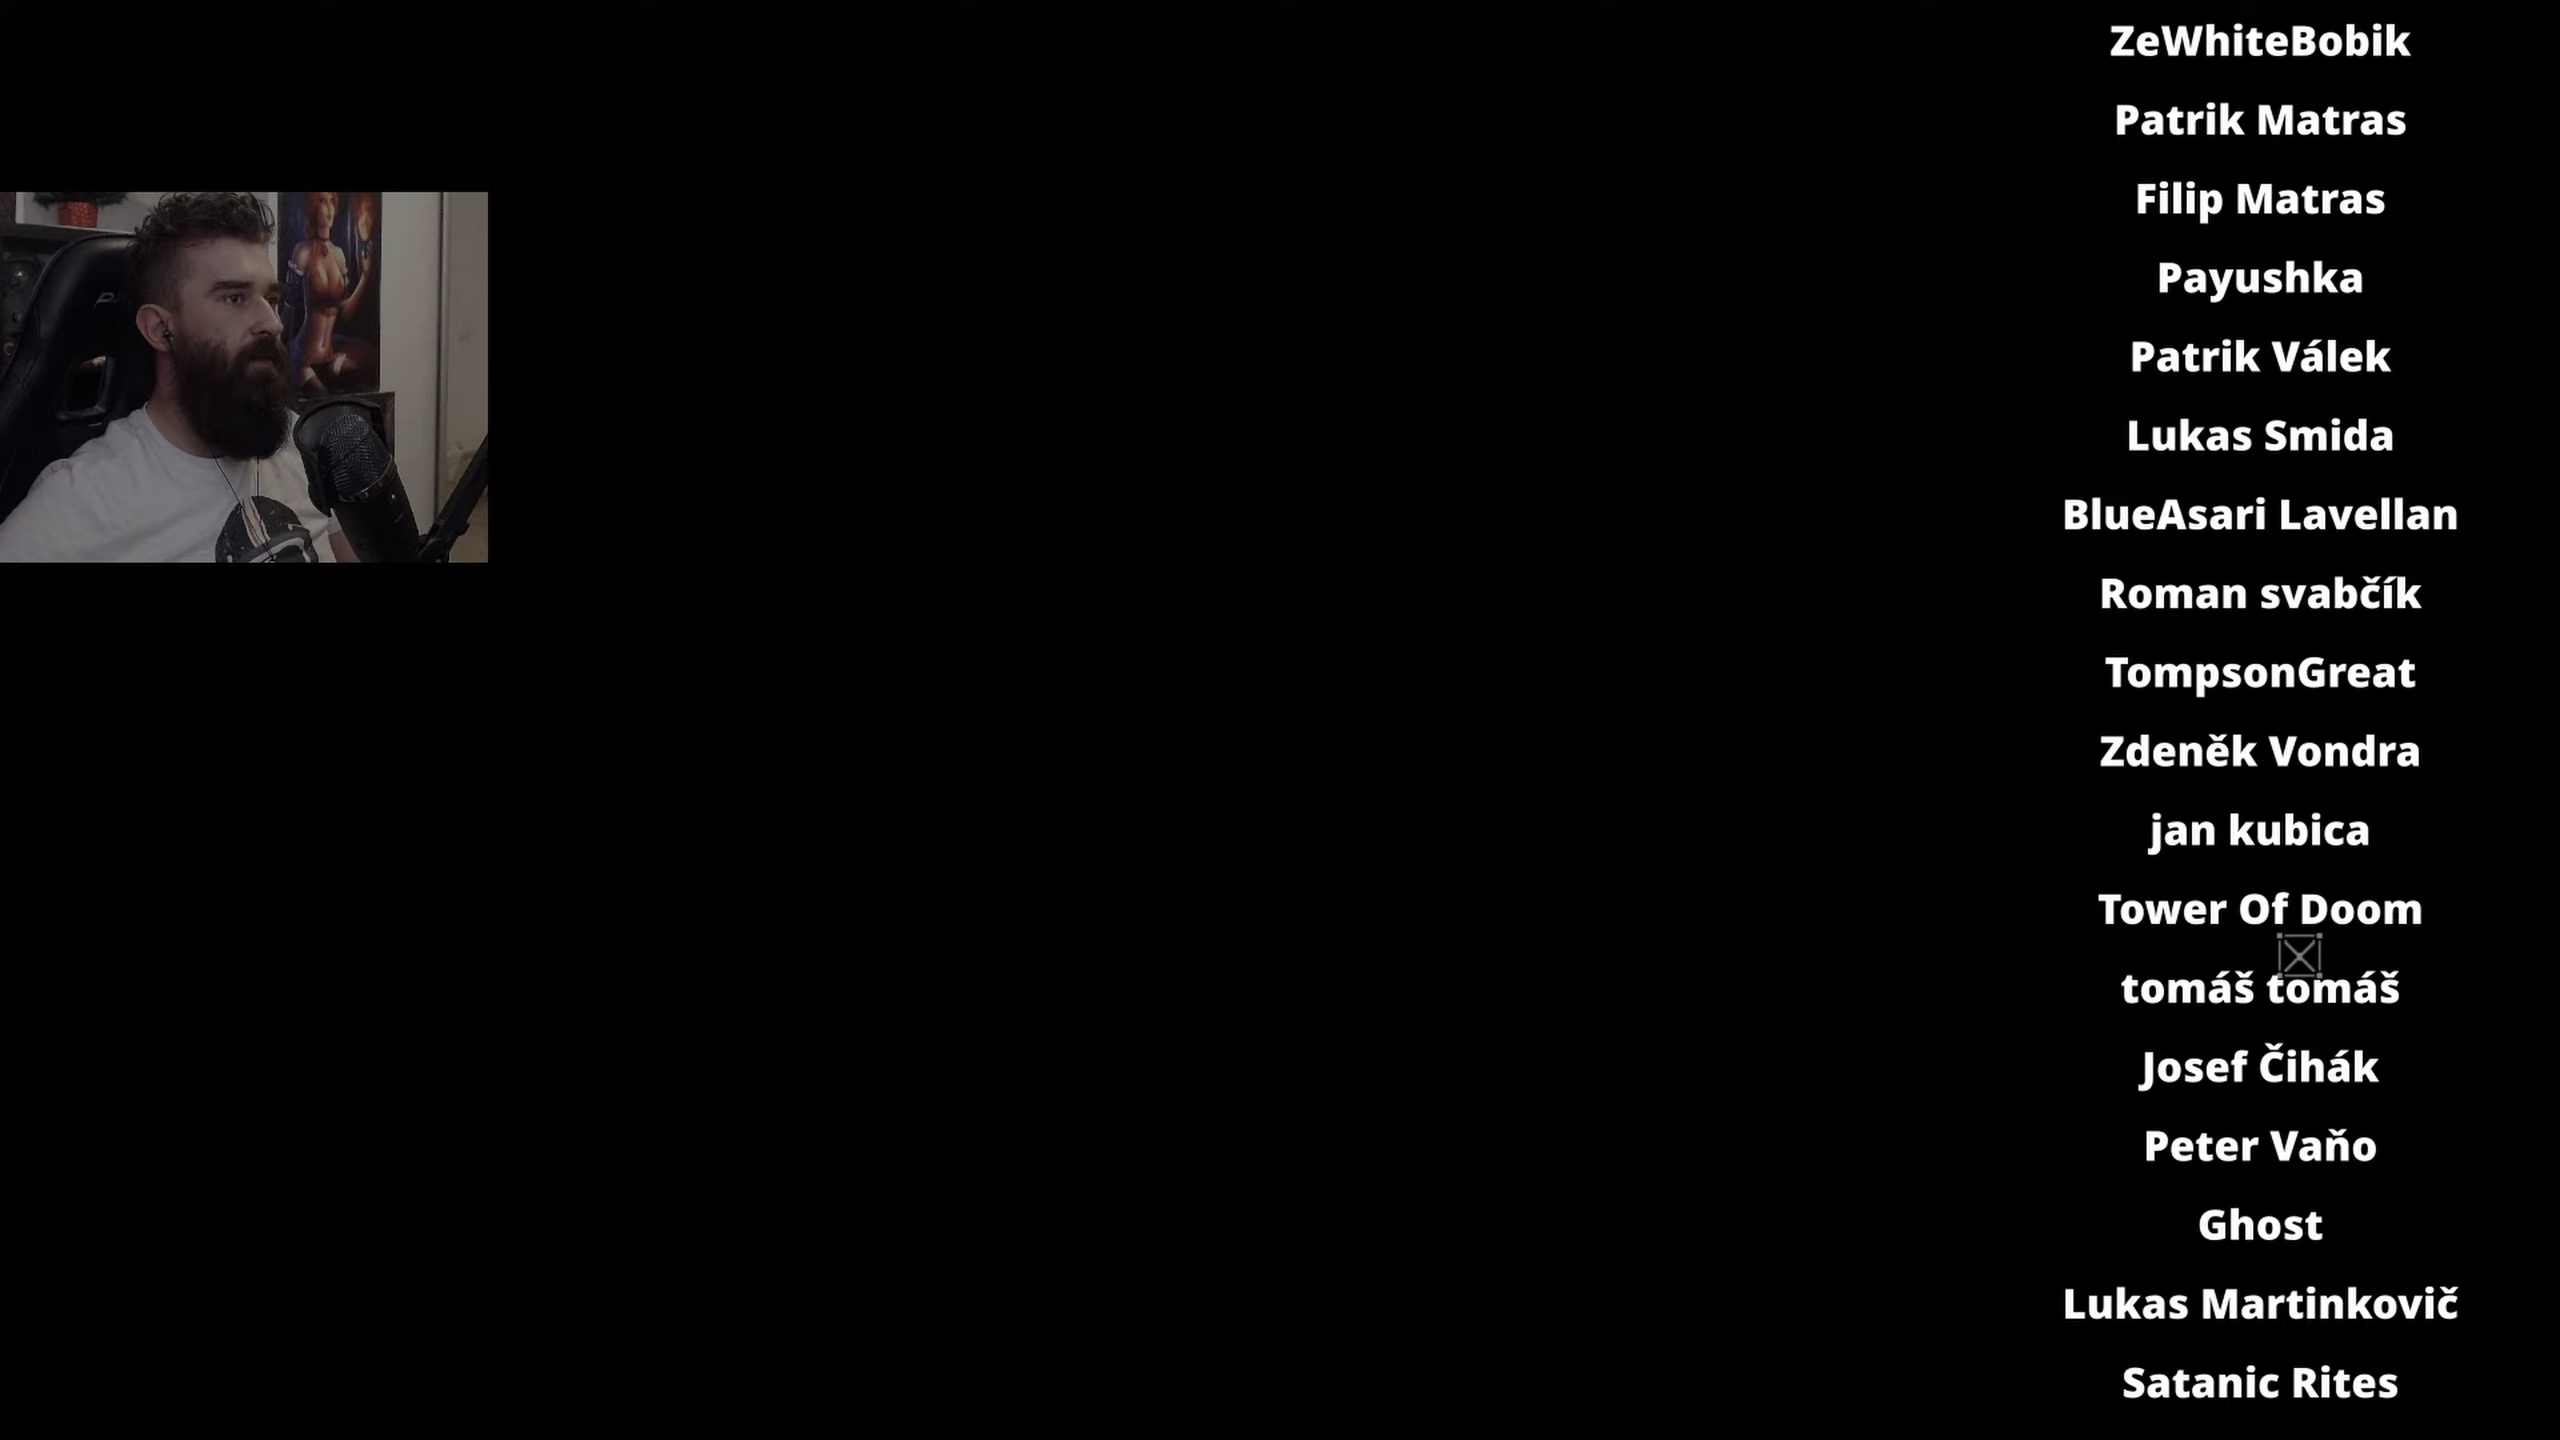 ZeWhiteBobik
Patrik Matras
Filip Matras
Payushka
Patrik Válek
Lukas Smida
BlueAsari Lavellan
Roman svabčík
TompsonGreat
Zdeněk Vondra
jan kubica
Tower Of Doom
tomáš tomáš
Josef Čihák
Peter Vaňo
Ghost
Lukas Martinkovič
Satanic Rites